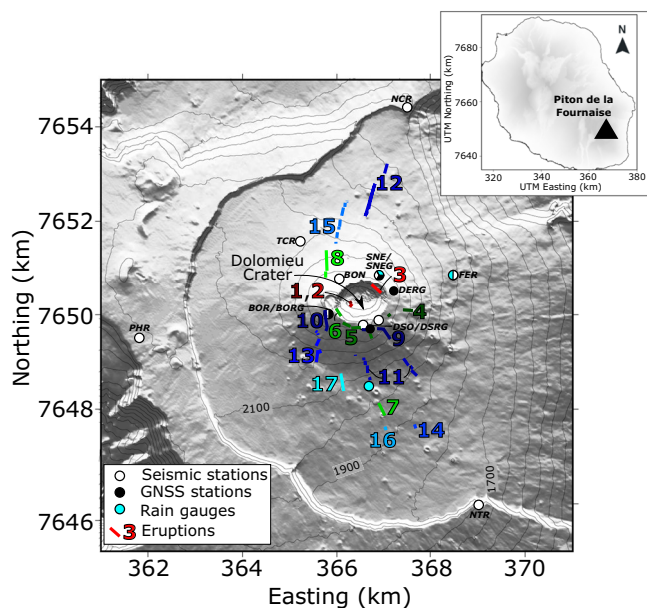 7680
7660
7640
UTM Northing (km)
N
Piton de la
Fournaise
320
340
360
380
UTM Easting (km)
7654
7652
7650
7648
7646
Northing (km)
NCR
12
15
TCR
8
Dolomieu
Crater
SNE/
SNEG
BON
3
FER
1,2
DERG
BOR/BORG
10
4
6
5
DSO/DSRG
9
PHR
13
11
17
2100
7
14
16
1900
1700
NTR
Seismic stations
GNSS stations
Rain gauges
3 Eruptions
362
364
366
368
370
Easting (km)